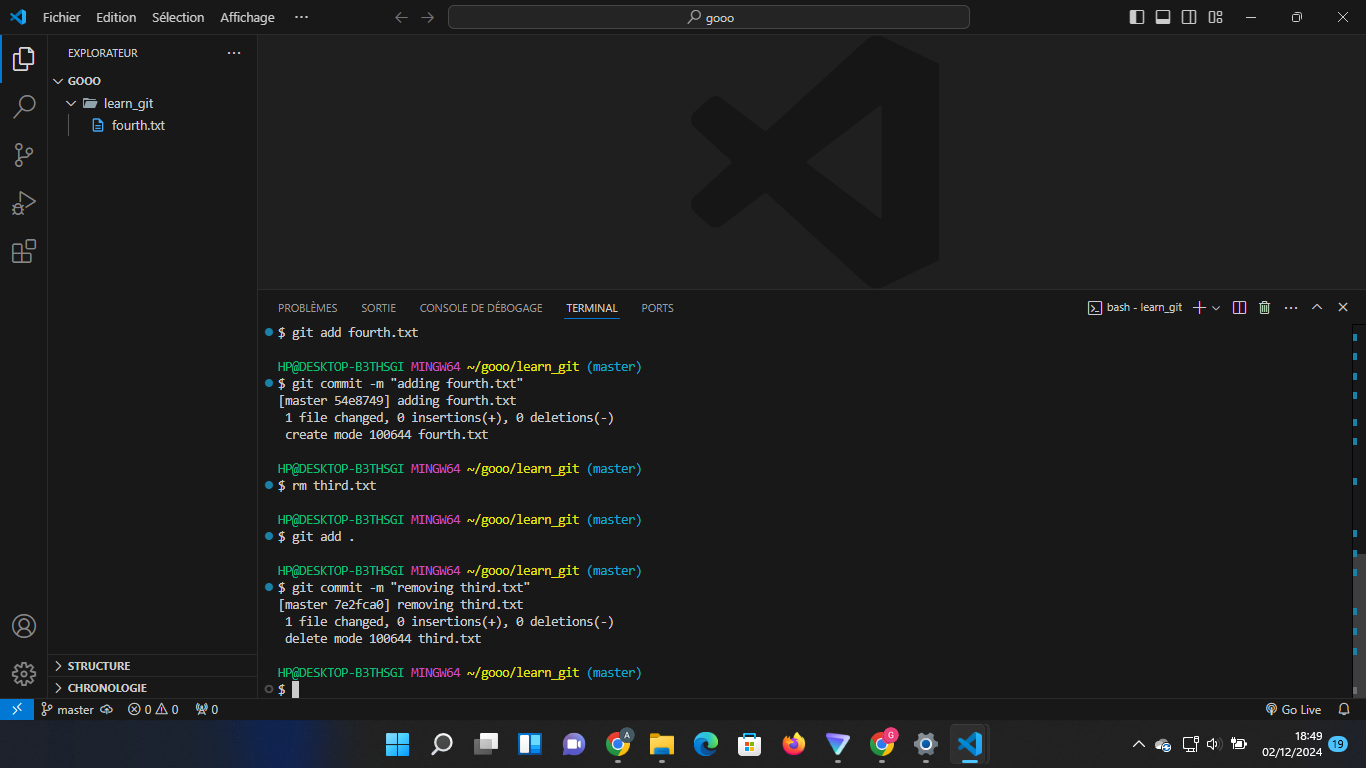 Fichier Edition Sélection Affichage ···
gooo
EXPLORATEUR ···
GOOO
learn_git
fourth.txt
PROBLÈMES SORTIE CONSOLE DE DÉBOGAGE TERMINAL PORTS
bash - learn_git
$ git add fourth.txt
HP@DESKTOP-B3THSGI MINGW64 ~/gooo/learn_git (master)
$ git commit -m "adding fourth.txt"
[master 54e8749] adding fourth.txt
1 file changed, 0 insertions(+), 0 deletions(-)
create mode 100644 fourth.txt
HP@DESKTOP-B3THSGI MINGW64 ~/gooo/learn_git (master)
$ rm third.txt
HP@DESKTOP-B3THSGI MINGW64 ~/gooo/learn_git (master)
$ git add .
HP@DESKTOP-B3THSGI MINGW64 ~/gooo/learn_git (master)
$ git commit -m "removing third.txt"
[master 7e2fca0] removing third.txt
1 file changed, 0 insertions(+), 0 deletions(-)
delete mode 100644 third.txt
HP@DESKTOP-B3THSGI MINGW64 ~/gooo/learn_git (master)
$
STRUCTURE
CHRONOLOGIE
master 0 0 0
Go Live
A
G
18:49
02/12/2024
19